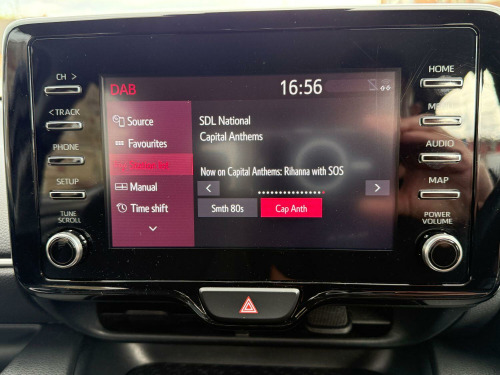 CH >
< TRACK
PHONE
SETUP
TUNE
SCROLL
DAB
16:56
Source
Favourites
Manual
Time shift
SDL National
Capital Anthems
Now on Capital Anthems: Rihanna with SOS
Smth 80s
Cap Anth
HOME
AUDIO
MAP
POWER
VOLUME